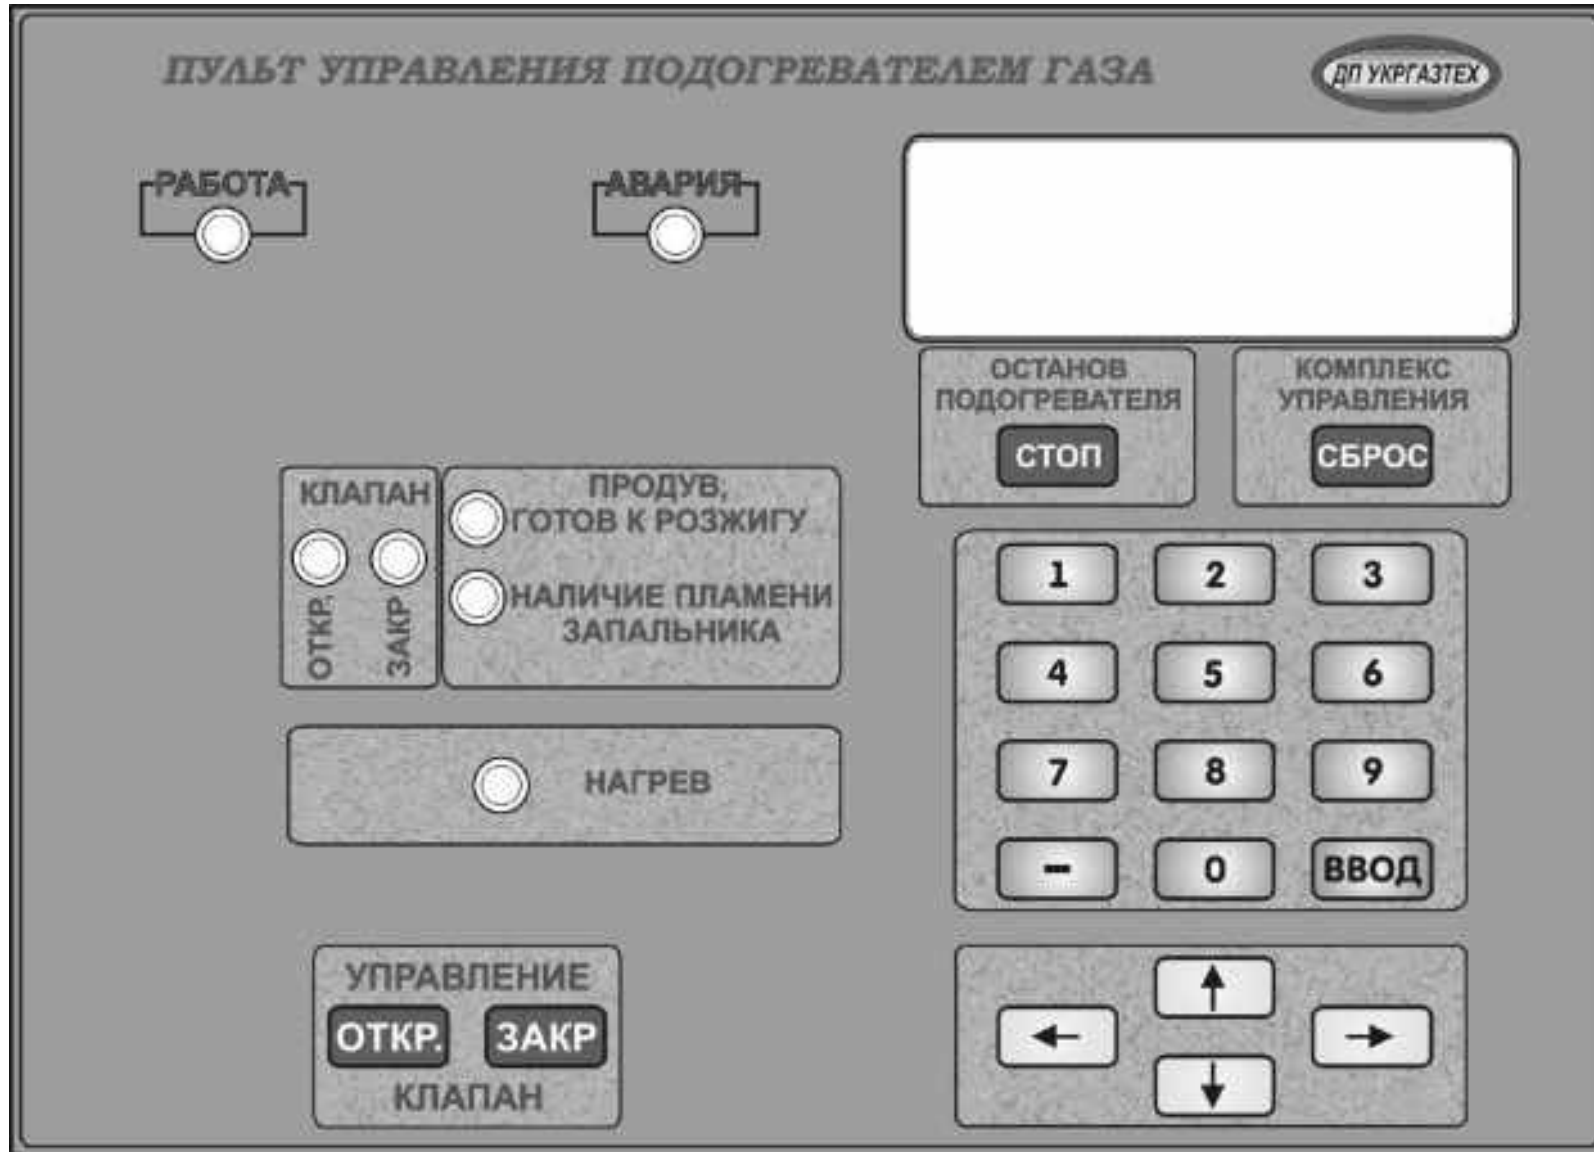 ПУЛЬТ УПРАВЛЕНИЯ ПОДОГРЕВАТЕЛЕМ ГАЗА
ДП УКРГАЗТЕХ
РАБОТА
АВАРИЯ
ОСТАНОВ
ПОДОГРЕВАТЕЛЯ
СТОП
КОМПЛЕКС
УПРАВЛЕНИЯ
СБРОС
КЛАПАН
ОТКР.
ЗАКР
ПРОДУВ,
ГОТОВ К РОЗЖИГУ
НАЛИЧИЕ ПЛАМЕНИ
ЗАПАЛЬНИКА
НАГРЕВ
1 2 3
4 5 6
7 8 9
- 0 ВВОД
УПРАВЛЕНИЕ
ОТКР. ЗАКР
КЛАПАН
← ↑ ↓ →